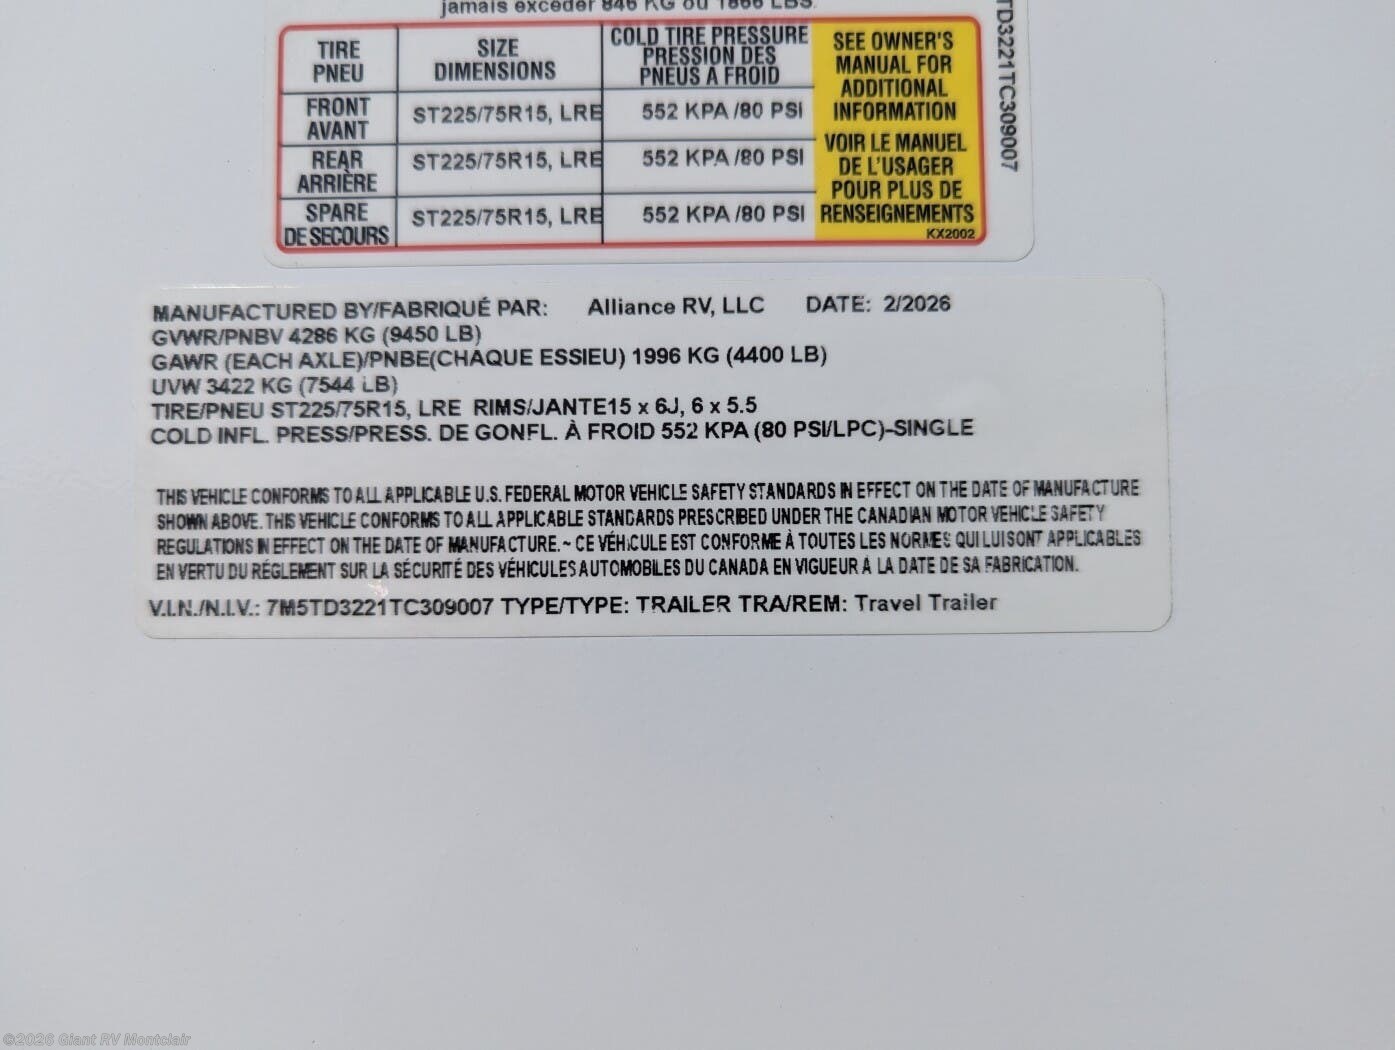 jamais excéder 846 KG ou 1866 LBS.
TIRE PNEU SIZE DIMENSIONS COLD TIRE PRESSURE PRESSION DES PNEUS A FROID
FRONT AVANT ST225/75R15, LRE 552 KPA /80 PSI
REAR ARRIÈRE ST225/75R15, LRE 552 KPA /80 PSI
SPARE DE SECOURS ST225/75R15, LRE 552 KPA /80 PSI
SEE OWNER'S
MANUAL FOR
ADDITIONAL
INFORMATION
VOIR LE MANUEL
DE L'USAGER
POUR PLUS DE
RENSEIGNEMENTS
KX2002
TD3221TC309007
MANUFACTURED BY/FABRIQUÉ PAR: Alliance RV, LLC DATE: 2/2026
GVWR/PNBV 4286 KG (9450 LB)
GAWR (EACH AXLE)/PNBE(CHAQUE ESSIEU) 1996 KG (4400 LB)
UVW 3422 KG (7544 LB)
TIRE/PNEU ST225/75R15, LRE RIMS/JANTE15 x 6J, 6 x 5.5
COLD INFL. PRESS/PRESS. DE GONFL. À FROID 552 KPA (80 PSI/LPC)-SINGLE
THIS VEHICLE CONFORMS TO ALL APPLICABLE U.S. FEDERAL MOTOR VEHICLE SAFETY STANDARDS IN EFFECT ON THE DATE OF MANUFACTURE
SHOWN ABOVE. THIS VEHICLE CONFORMS TO ALL APPLICABLE STANDARDS PRESCRIBED UNDER THE CANADIAN MOTOR VEHICLE SAFETY
REGULATIONS IN EFFECT ON THE DATE OF MANUFACTURE. ~ CE VÉHICULE EST CONFORME À TOUTES LES NORMES QUI LUI SONT APPLICABLES
EN VERTU DU RÉGLEMENT SUR LA SÉCURITÉ DES VÉHICULES AUTOMOBILES DU CANADA EN VIGUEUR A LA DATE DE SA FABRICATION.
V.I.N./N.I.V.: 7M5TD3221TC309007 TYPE/TYPE: TRAILER TRA/REM: Travel Trailer
©2026 Giant RV Montclair